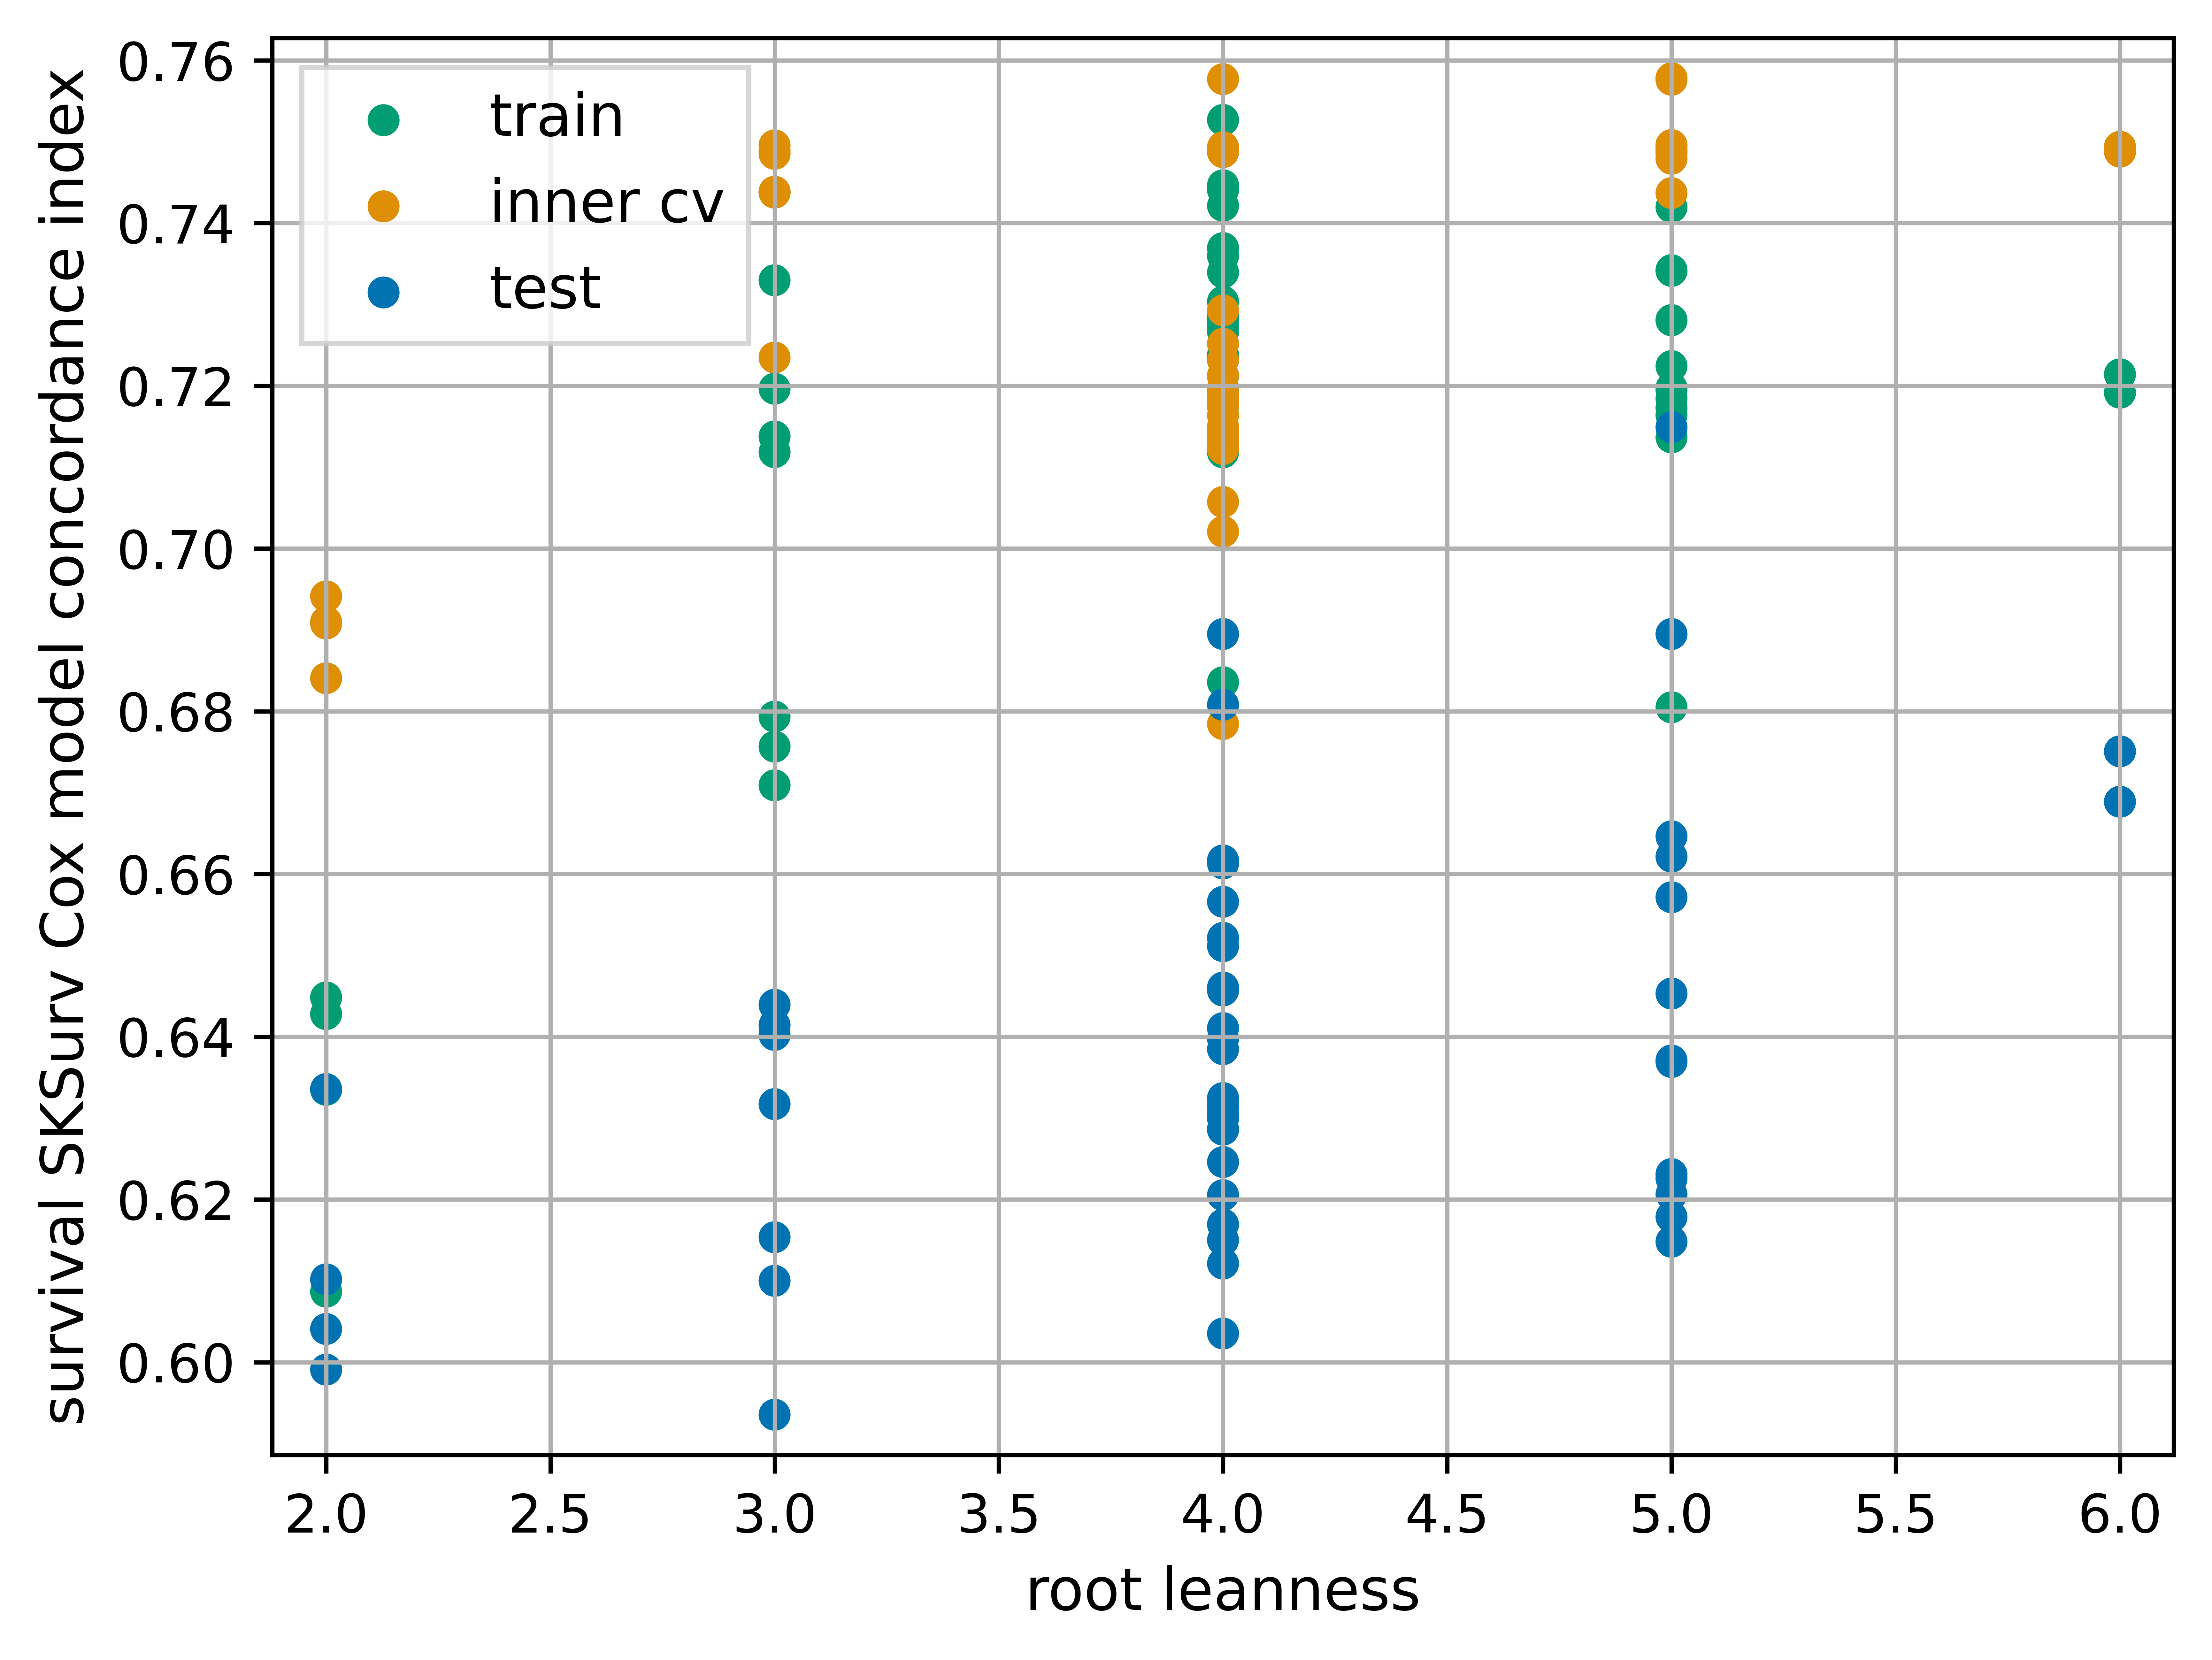 survival SKSurv Cox model concordance index
0.76
0.74
0.72
0.70
0.68
0.66
0.64
0.62
0.60
train
inner cv
test
2.0 2.5 3.0 3.5 4.0 4.5 5.0 5.5 6.0
root leanness